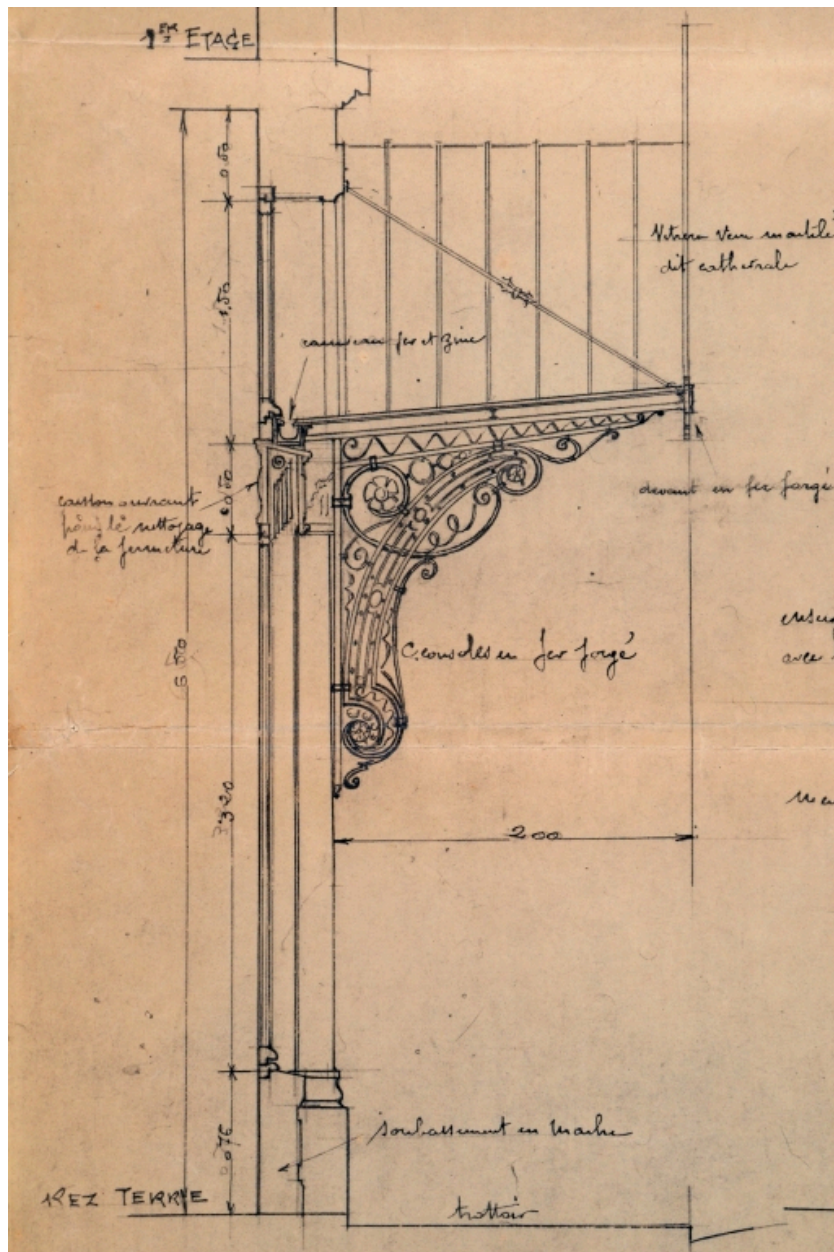 1ER ETAGE
0.50
1.50
Vitrerie Verre martelé
dit cathédrale
caniveau fer et zinc
0.50
caisson ouvrant
pour le nettoyage
de la fermeture
devant en fer forgé
avec
Consoles en fer forgé
3.20
200
0.76
Soubassement en marbre
REZ TERRE
trottoir